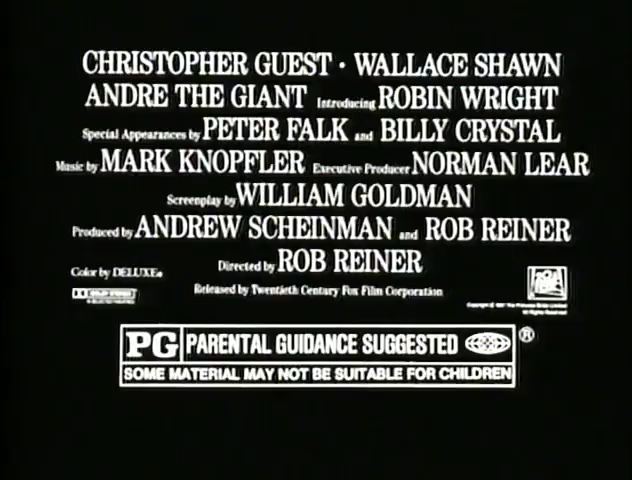 CHRISTOPHER GUEST · WALLACE SHAWN
ANDRE THE GIANT Introducing ROBIN WRIGHT
Special Appearances by PETER FALK and BILLY CRYSTAL
Music by MARK KNOPFLER Executive Producer NORMAN LEAR
Screenplay by WILLIAM GOLDMAN
Produced by ANDREW SCHEINMAN and ROB REINER
Directed by ROB REINER
Color by DELUXE®
Released by Twentieth Century Fox Film Corporation
PG PARENTAL GUIDANCE SUGGESTED ®
SOME MATERIAL MAY NOT BE SUITABLE FOR CHILDREN